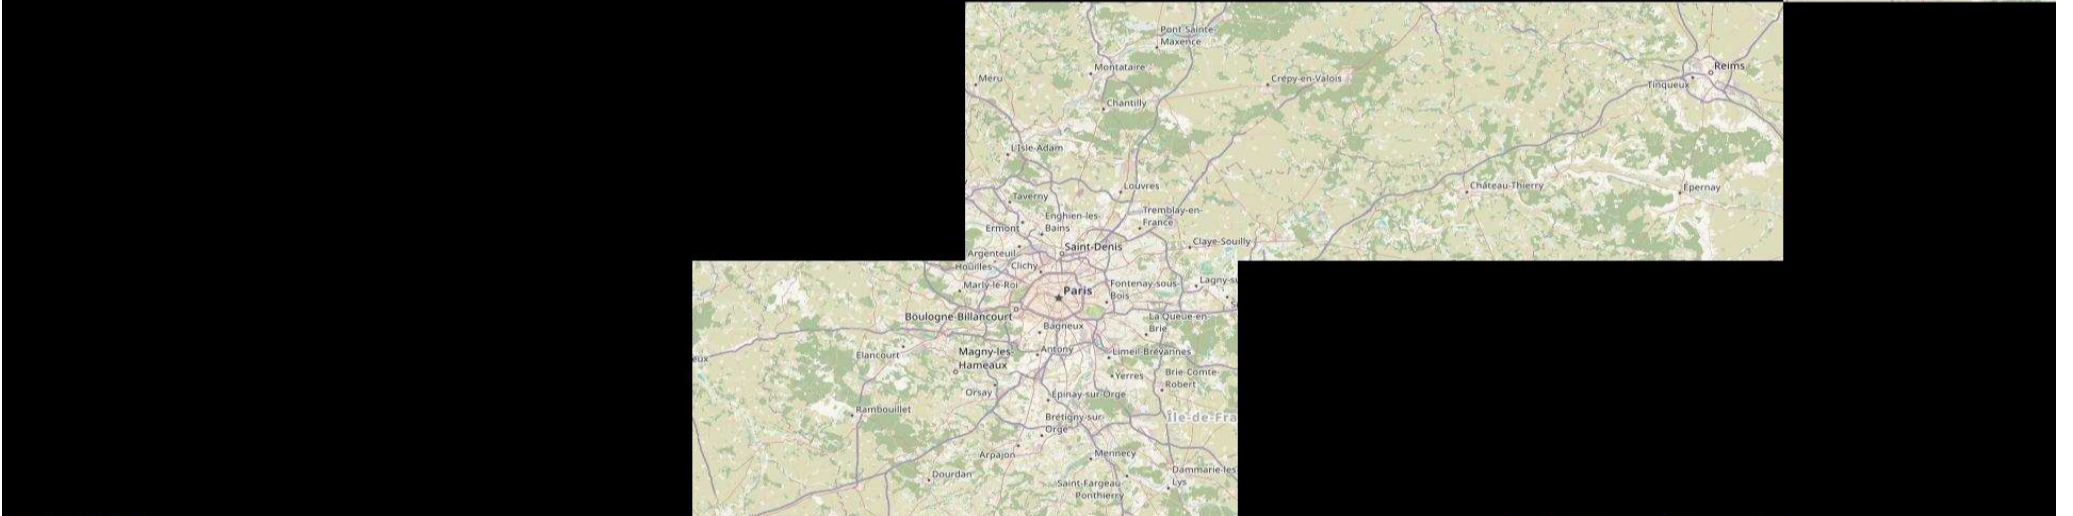 Pont-Sainte-
Maxence
Reims
Montataire
Méru
Crépy-en-Valois
Tinqueux
Chantilly
L'Isle-Adam
Louvres
Château-Thierry
Épernay
Taverny
Tremblay-en-
France
Enghien-les-
Bains
Ermont
Claye-Souilly
Saint-Denis
Argenteuil
Houilles
Clichy
Marly-le-Roi
Paris
Fontenay-sous-
Bois
Lagny-su
Boulogne-Billancourt
La Queue-en-
Brie
Bagneux
Élancourt
Magny-les-
Hameaux
Antony
Limeil-Brévannes
eux
Yerres
Brie-Comte-
Robert
Orsay
Épinay-sur-Orge
Rambouillet
Brétigny-sur-
Orge
Île-de-Fra
Arpajon
Mennecy
Dourdan
Saint-Fargeau-
Ponthierry
Dammarie-les
Lys